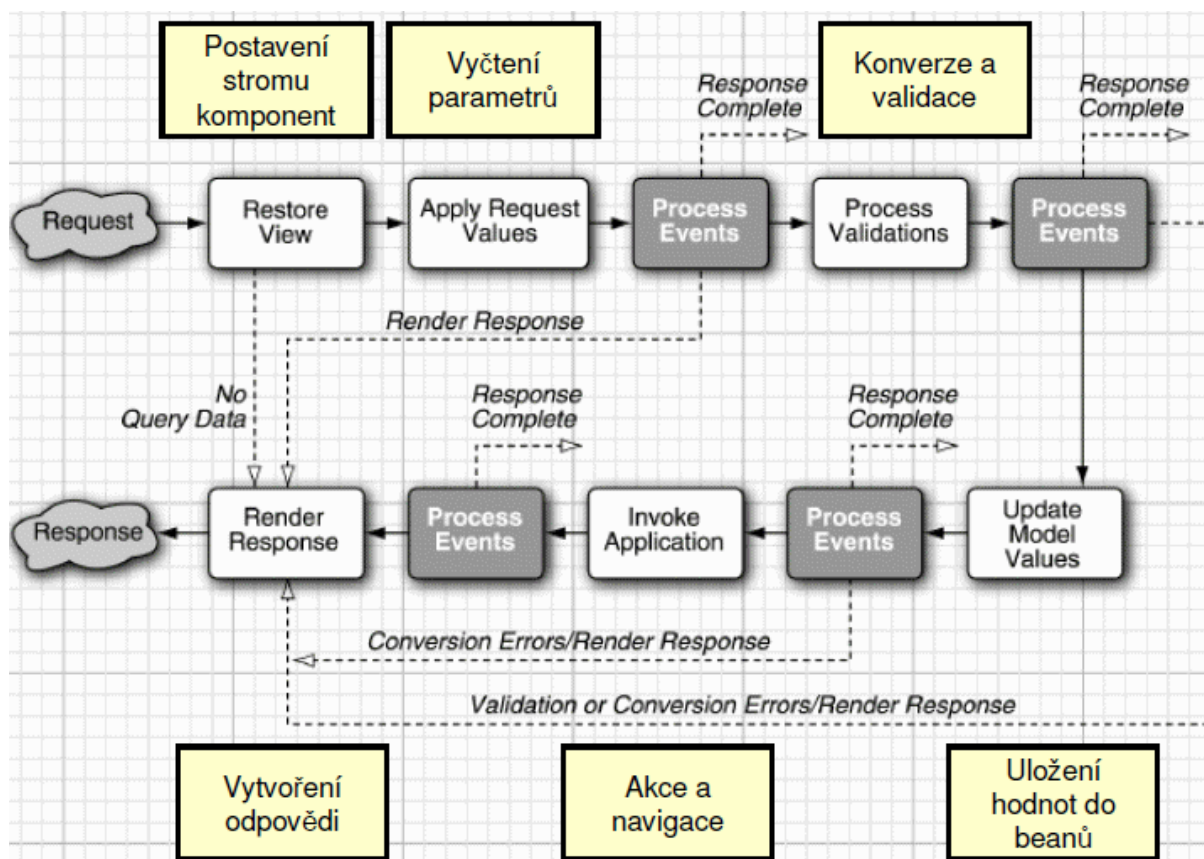 Postavení
stromu
komponent
Vyčtení
parametrů
Response
Complete
Konverze a
validace
Response
Complete
Request
Restore
View
Apply Request
Values
Process
Events
Process
Validations
Process
Events
Render Response
No
Query Data
Response
Complete
Response
Complete
Response
Render
Response
Process
Events
Invoke
Application
Process
Events
Update
Model
Values
Conversion Errors/Render Response
Validation or Conversion Errors/Render Response
Vytvoření
odpovědi
Akce a
navigace
Uložení
hodnot do
beanů